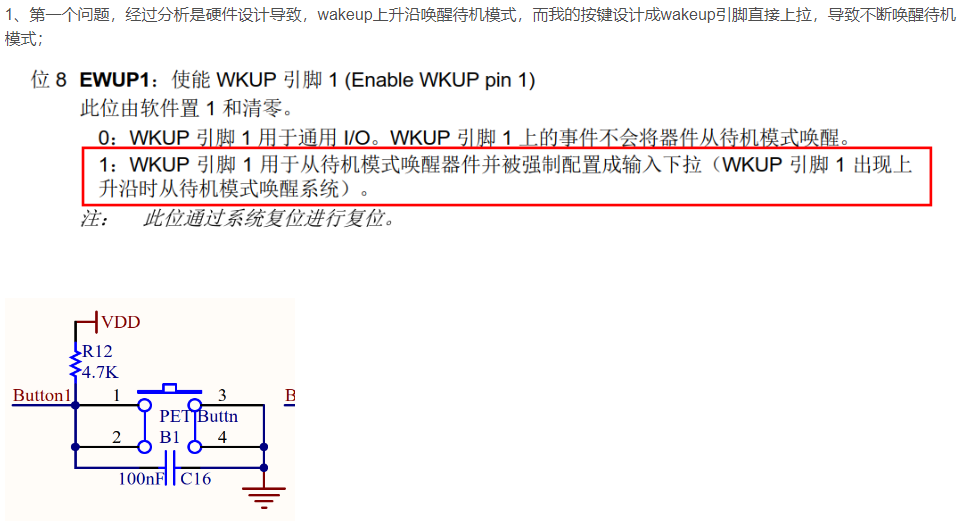 1、第一个问题，经过分析是硬件设计导致，wakeup上升沿唤醒待机模式，而我的按键设计成wakeup引脚直接上拉，导致不断唤醒待机
模式；
位 8 EWUP1：使能 WKUP 引脚 1 (Enable WKUP pin 1)
此位由软件置 1 和清零。
0：WKUP 引脚 1 用于通用 I/O。WKUP 引脚 1 上的事件不会将器件从待机模式唤醒。
1：WKUP 引脚 1 用于从待机模式唤醒器件并被强制配置成输入下拉（WKUP 引脚 1 出现上
升沿时从待机模式唤醒系统）。
注： 此位通过系统复位进行复位。
VDD
R12
4.7K
Button1 1 3 B
PET Buttn
2 B1 4
100nF C16